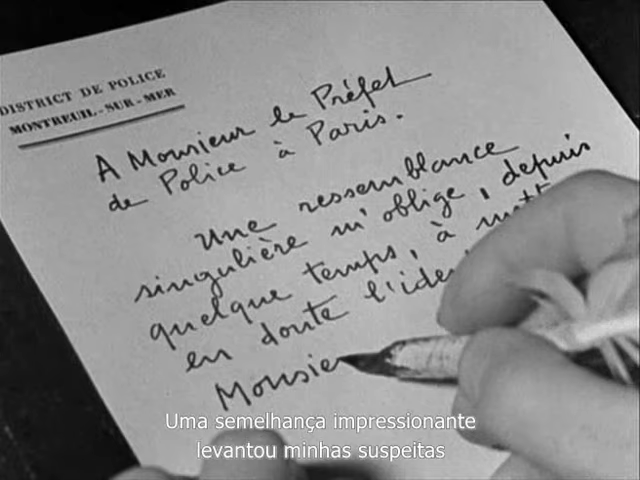 DISTRICT DE POLICE
MONTREUIL-SUR-MER
A Monsieur le Préfet
de Police à Paris.
Une ressemblance
singulière m'oblige, depuis
quelque temps, à
en doute
Monsie
Uma semelhança impressionante
levantou minhas suspeitas